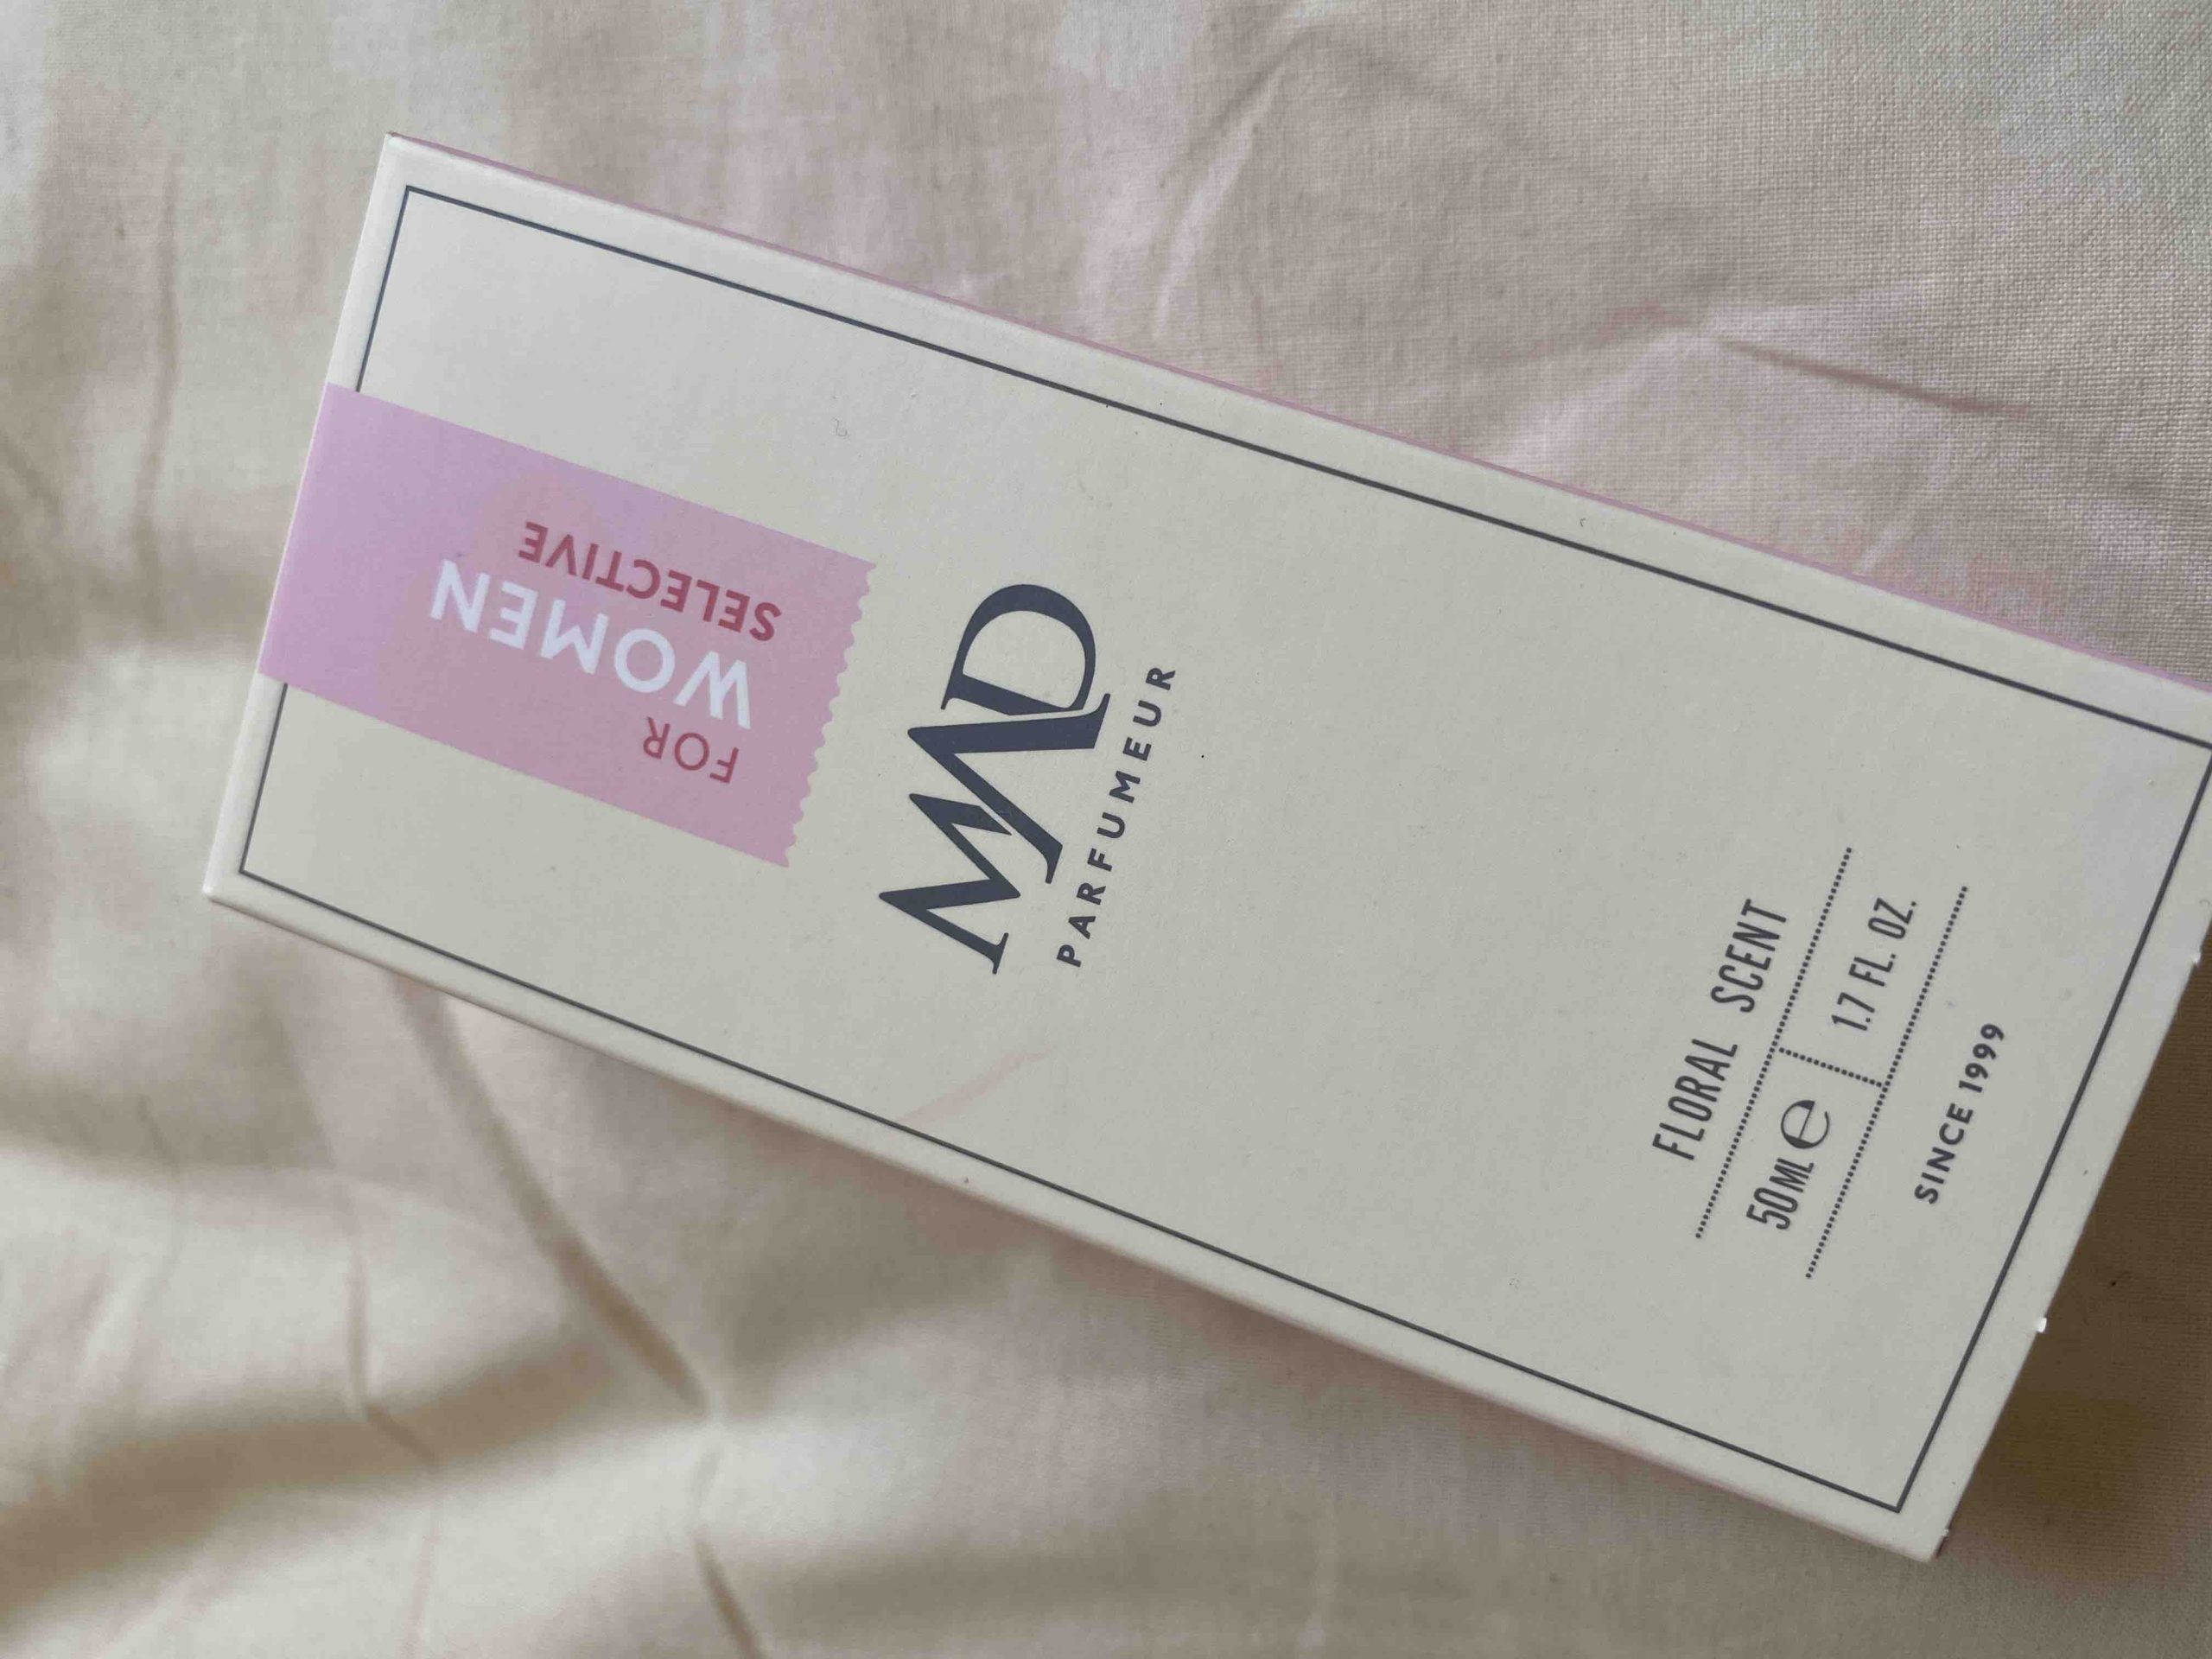 FOR
WOMEN
SELECTIVE
MAD
PARFUMEUR
FLORAL SCENT
50ML e 1.7 FL. OZ.
SINCE 1999